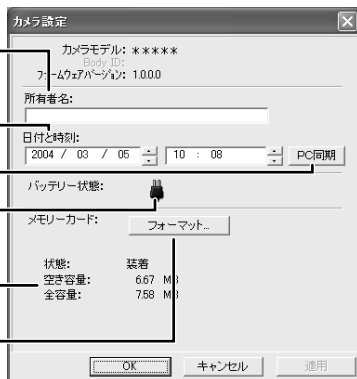 カメラ設定
カメラモデル: *****
Body ID:
ファームウェアバージョン: 1.0.0.0
所有者名:
日付と時刻:
2004 / 03 / 05 10 : 08 PC同期
バッテリー状態:
メモリーカード: フォーマット...
状態: 装着
空き容量: 6.67 MB
全容量: 7.58 MB
OK キャンセル 適用